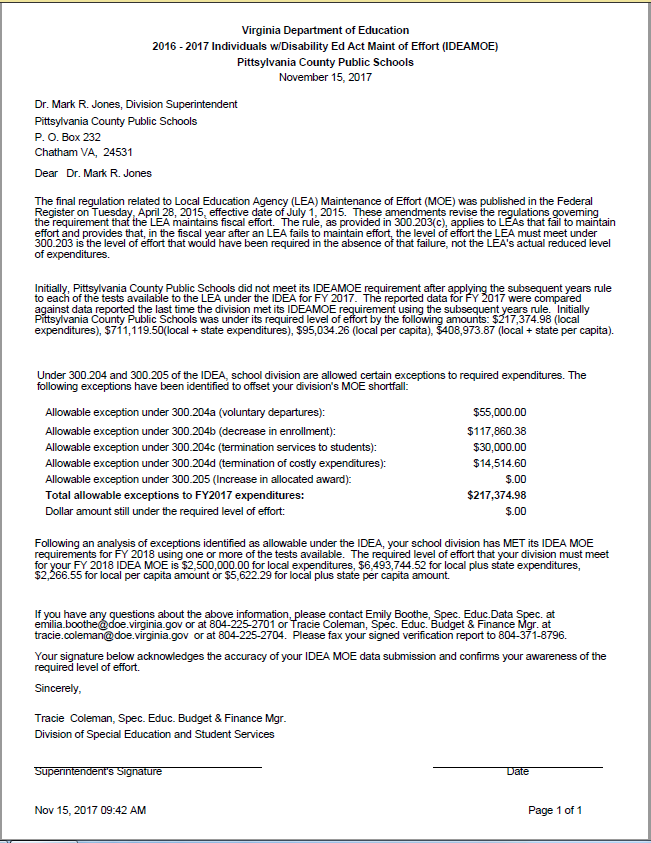 Virginia Department of Education
2016 - 2017 Individuals w/Disability Ed Act Maint of Effort (IDEAMOE)
Pittsylvania County Public Schools
November 15, 2017
Dr. Mark R. Jones, Division Superintendent
Pittsylvania County Public Schools
P. O. Box 232
Chatham VA, 24531
Dear Dr. Mark R. Jones
The final regulation related to Local Education Agency (LEA) Maintenance of Effort (MOE) was published in the Federal
Register on Tuesday, April 28, 2015, effective date of July 1, 2015. These amendments revise the regulations governing
the requirement that the LEA maintains fiscal effort. The rule, as provided in 300.203(c), applies to LEAs that fail to maintain
effort and provides that, in the fiscal year after an LEA fails to maintain effort, the level of effort the LEA must meet under
300.203 is the level of effort that would have been required in the absence of that failure, not the LEA's actual reduced level
of expenditures.
Initially, Pittsylvania County Public Schools did not meet its IDEAMOE requirement after applying the subsequent years rule
to each of the tests available to the LEA under the IDEA for FY 2017. The reported data for FY 2017 were compared
against data reported the last time the division met its IDEAMOE requirement using the subsequent years rule. Initially
Pittsylvania County Public Schools was under its required level of effort by the following amounts: $217,374.98 (local
expenditures), $711,119.50(local + state expenditures), $95,034.26 (local per capita), $408,973.87 (local + state per capita).
Under 300.204 and 300.205 of the IDEA, school division are allowed certain exceptions to required expenditures. The
following exceptions have been identified to offset your division's MOE shortfall:
Allowable exception under 300.204a (voluntary departures): $55,000.00
Allowable exception under 300.204b (decrease in enrollment): $117,860.38
Allowable exception under 300.204c (termination services to students): $30,000.00
Allowable exception under 300.204d (termination of costly expenditures): $14,514.60
Allowable exception under 300.205 (Increase in allocated award): $.00
Total allowable exceptions to FY2017 expenditures: $217,374.98
Dollar amount still under the required level of effort: $.00
Following an analysis of exceptions identified as allowable under the IDEA, your school division has MET its IDEA MOE
requirements for FY 2018 using one or more of the tests available. The required level of effort that your division must meet
for your FY 2018 IDEA MOE is $2,500,000.00 for local expenditures, $6,493,744.52 for local plus state expenditures,
$2,266.55 for local per capita amount or $5,622.29 for local plus state per capita amount.
If you have any questions about the above information, please contact Emily Boothe, Spec. Educ.Data Spec. at
emilia.boothe@doe.virginia.gov or at 804-225-2701 or Tracie Coleman, Spec. Educ. Budget & Finance Mgr. at
tracie.coleman@doe.virginia.gov or at 804-225-2704. Please fax your signed verification report to 804-371-8796.
Your signature below acknowledges the accuracy of your IDEA MOE data submission and confirms your awareness of the
required level of effort.
Sincerely,
Tracie Coleman, Spec. Educ. Budget & Finance Mgr.
Division of Special Education and Student Services
Superintendent's Signature Date
Nov 15, 2017 09:42 AM Page 1 of 1